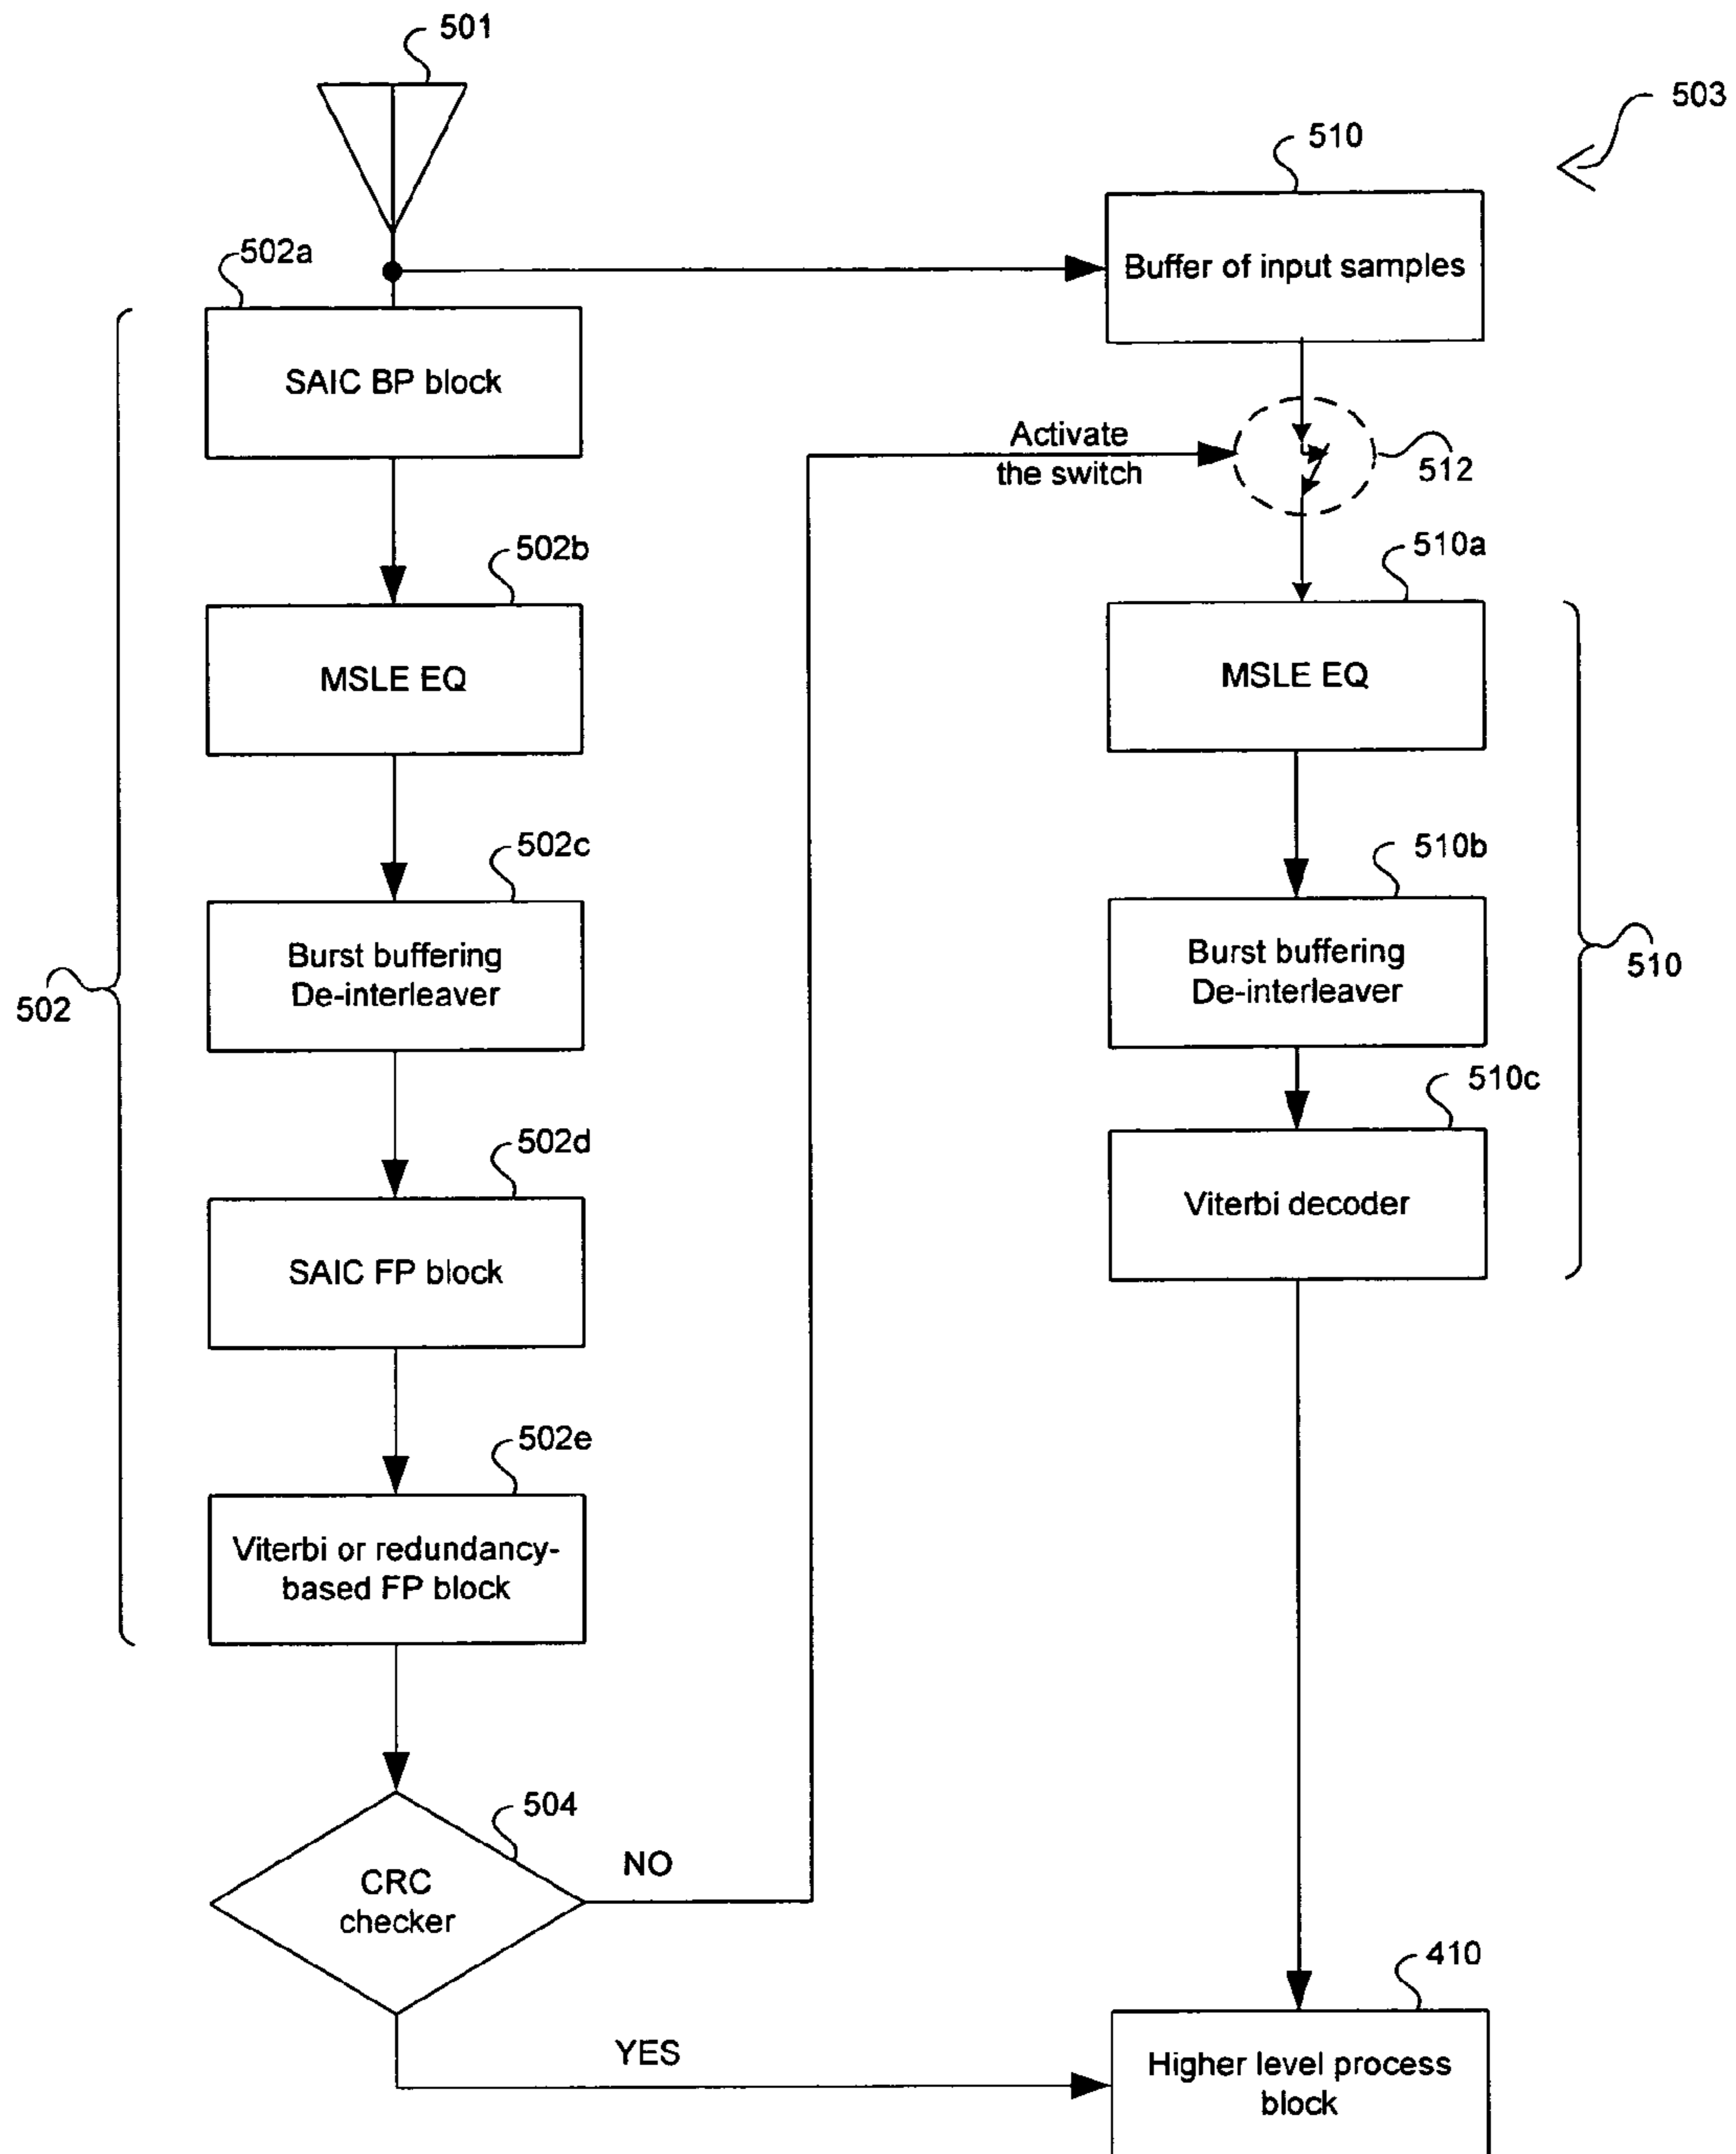 501
503
510
502a
Buffer of input samples
SAIC BP block
Activate
the switch
512
502b
510a
MSLE EQ
MSLE EQ
502c
510b
Burst buffering
De-interleaver
Burst buffering
De-interleaver
502
510
510c
502d
Viterbi decoder
SAIC FP block
502e
Viterbi or redundancy-
based FP block
504
NO
CRC
checker
410
YES
Higher level process
block